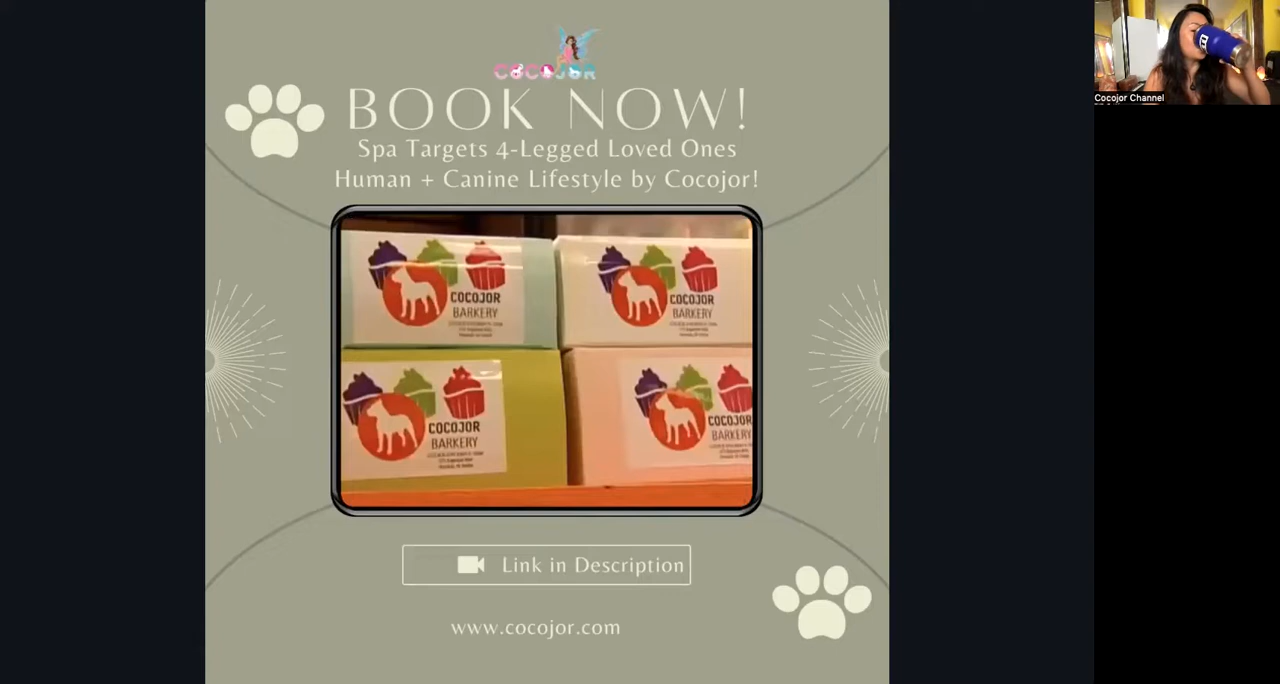 COCOJOR
BOOK NOW!
Spa Targets 4-Legged Loved Ones
Human + Canine Lifestyle by Cocojor!
COCOJOR
BARKERY
COCOJOR
BARKERY
COCOJOR
BARKERY
COCOJOR
BARKERY
Link in Description
www.cocojor.com
Cocojor Channel